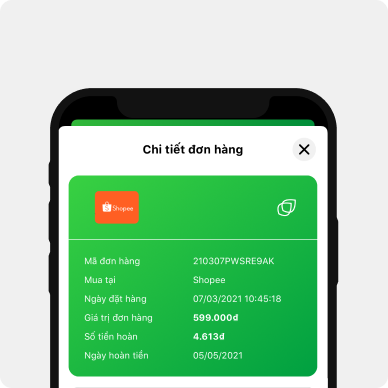 Chi tiết đơn hàng
Shopee
Mã đơn hàng 210307PWSRE9AK
Mua tại Shopee
Ngày đặt hàng 07/03/2021 10:45:18
Giá trị đơn hàng 599.000đ
Số tiền hoàn 4.613đ
Ngày hoàn tiền 05/05/2021